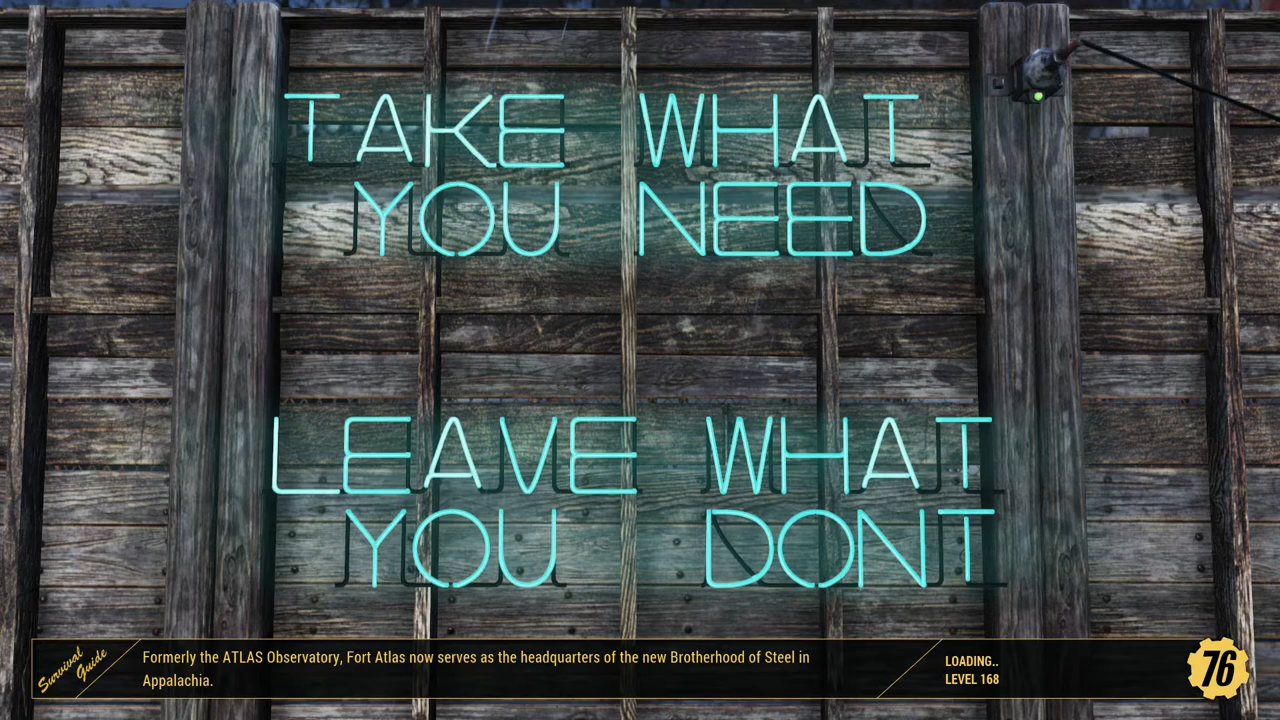 TAKE WHAT
YOU NEED
LEAVE WHAT
YOU DONT
Survival
Guide
Formerly the ATLAS Observatory, Fort Atlas now serves as the headquarters of the new Brotherhood of Steel in
Appalachia.
LOADING..
LEVEL 168
76